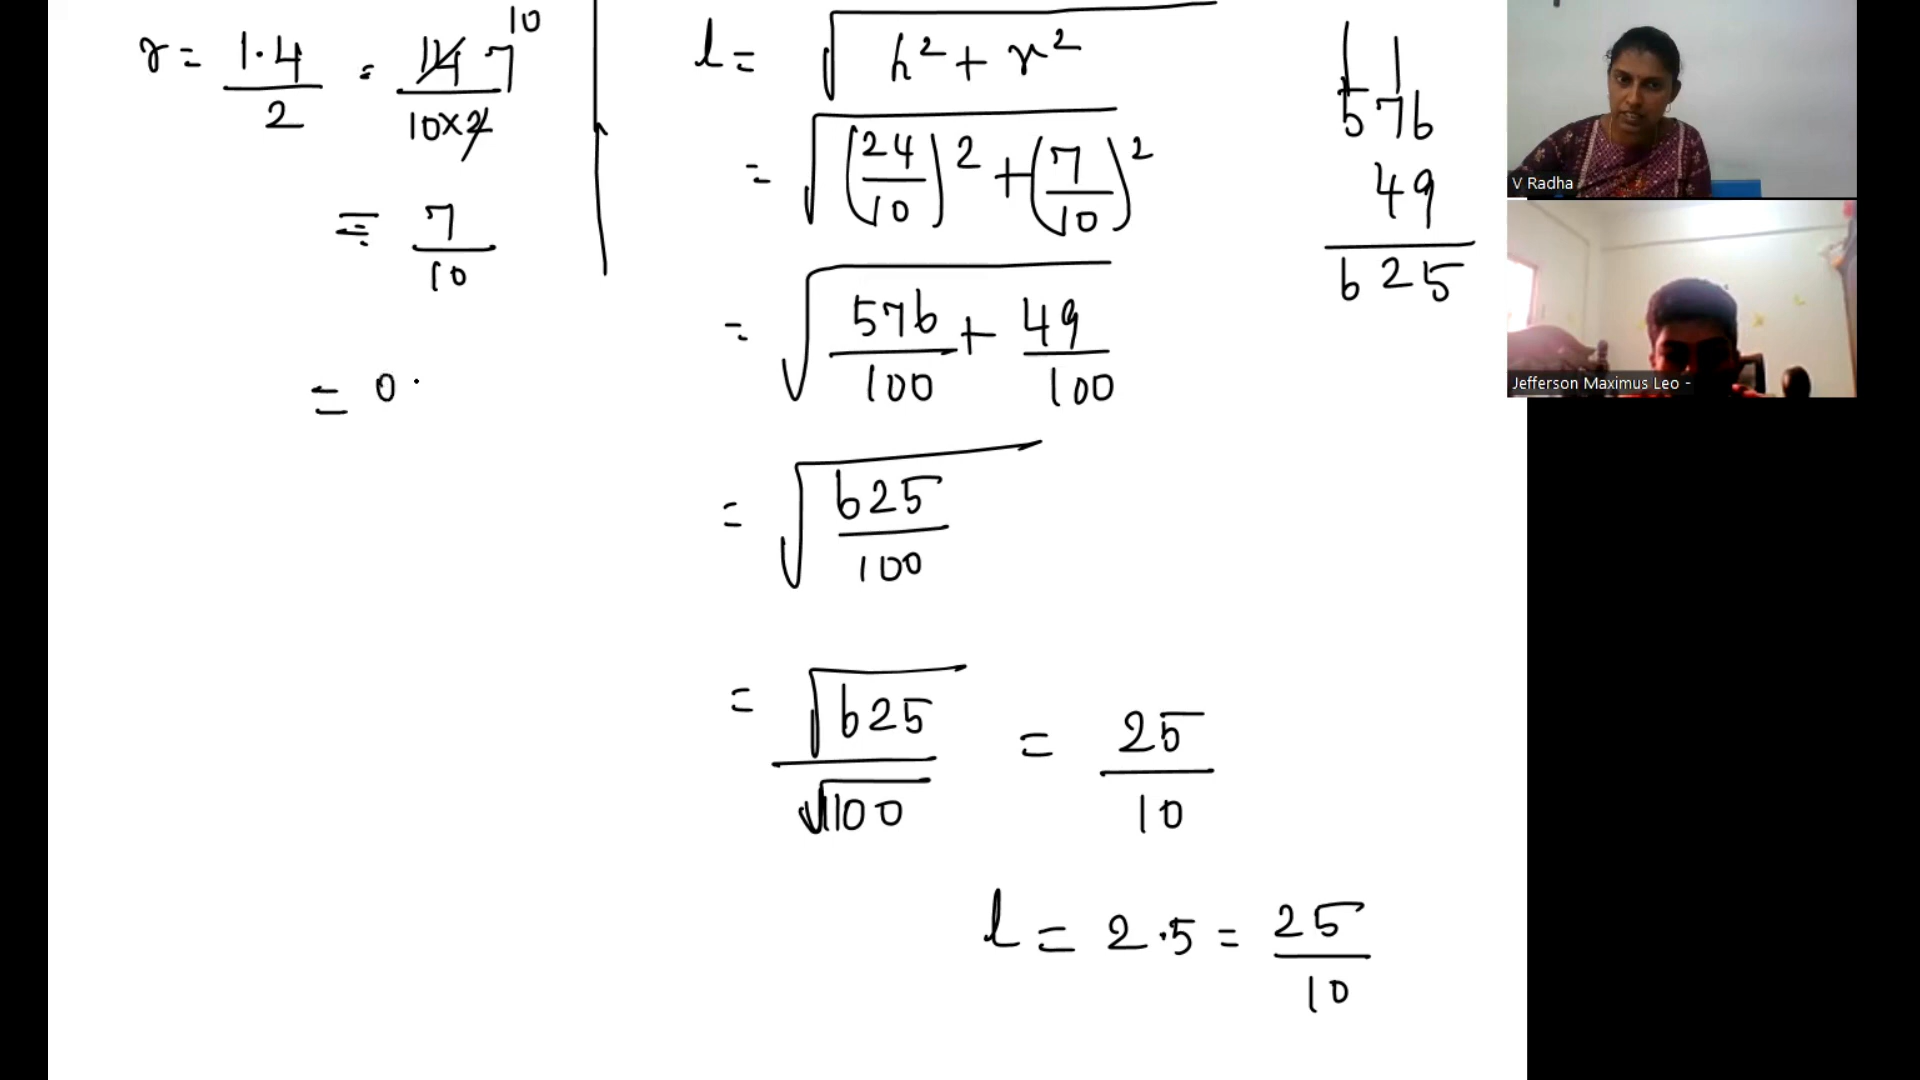 r = 1.4/2 = 14/10×2 7 10
= 7/10
= 0.
l = √h² + r²
= √(24/10)² + (7/10)²
= √576/100 + 49/100
= √625/100
= √625/√100 = 25/10
l = 2.5 = 25/10
1 1
576
49
625
V Radha
Jefferson Maximus Leo -